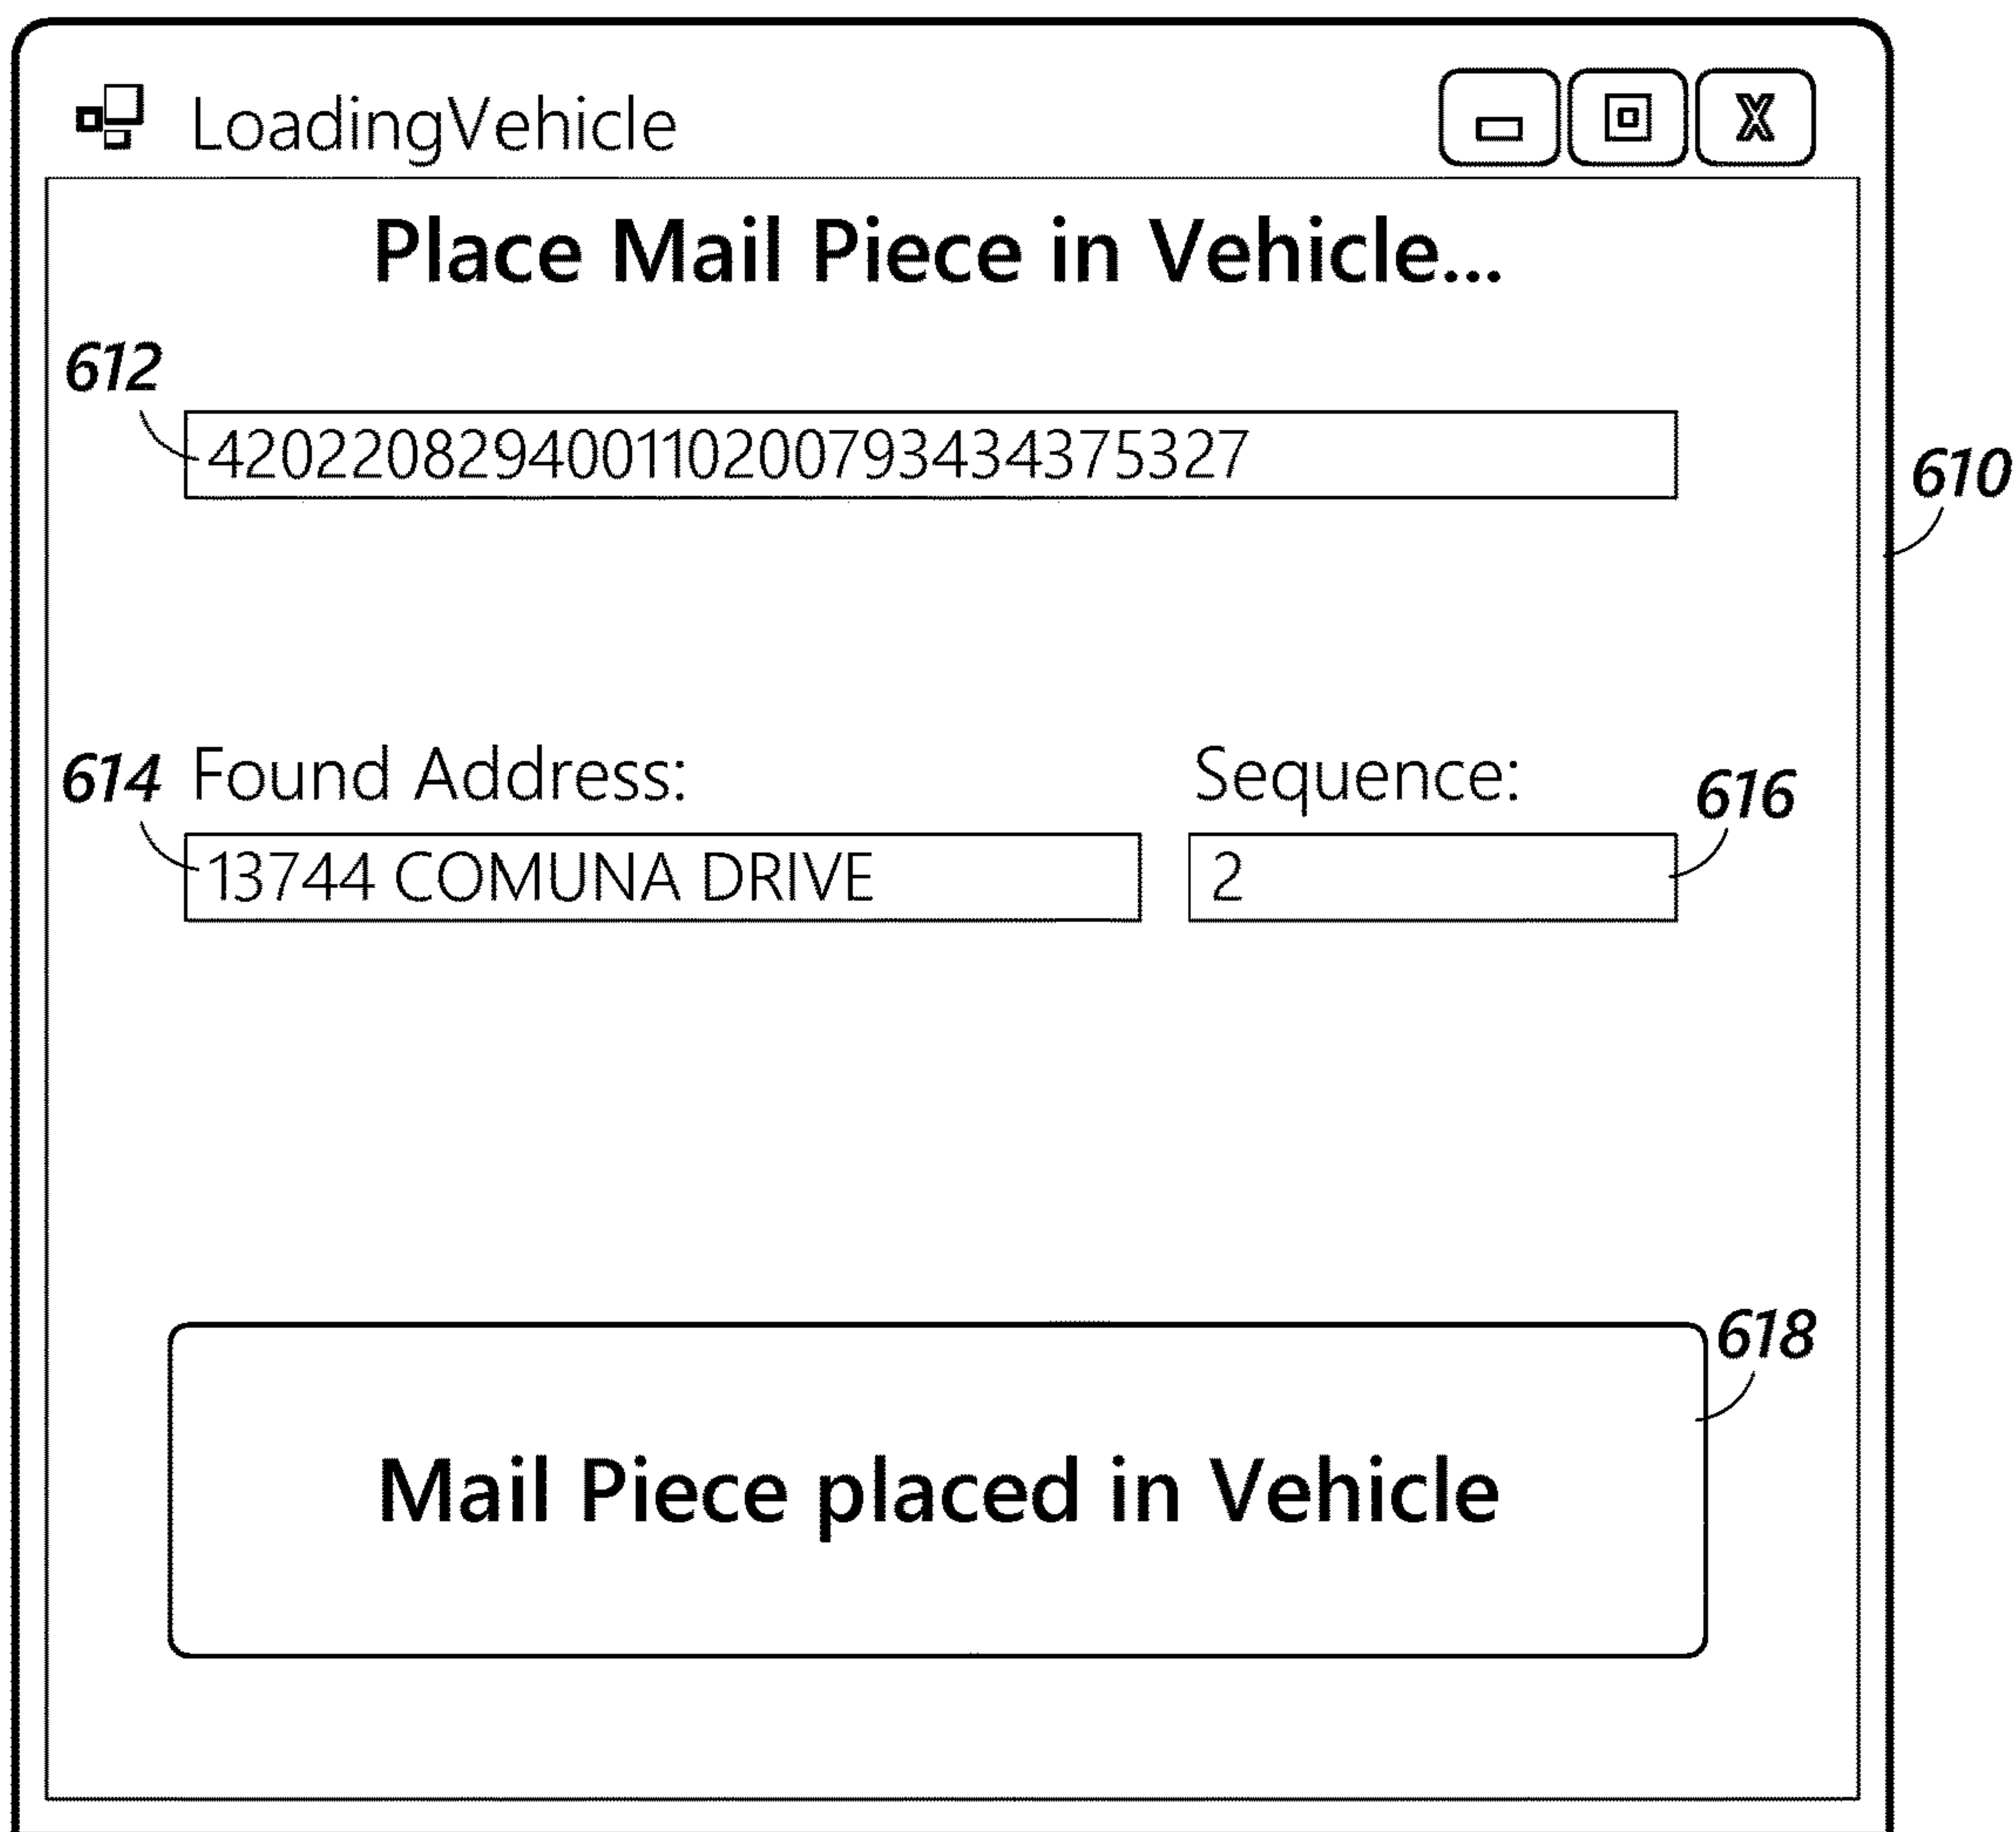 LoadingVehicle
X
Place Mail Piece in Vehicle...
612
420220829400110200793434375327
610
614 Found Address: Sequence: 616
13744 COMUNA DRIVE 2
618
Mail Piece placed in Vehicle